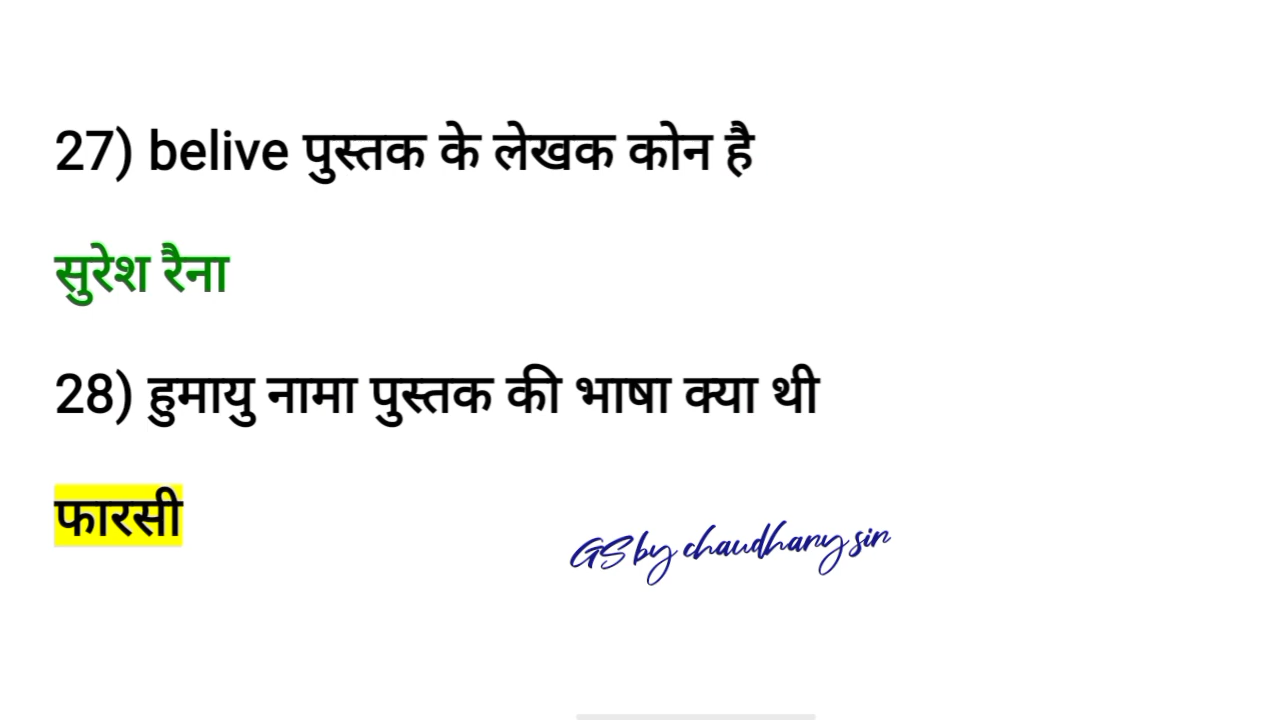 27) belive पुस्तक के लेखक कोन है
सुरेश रैना
28) हुमायु नामा पुस्तक की भाषा क्या थी
फारसी
GS by chaudhary sir